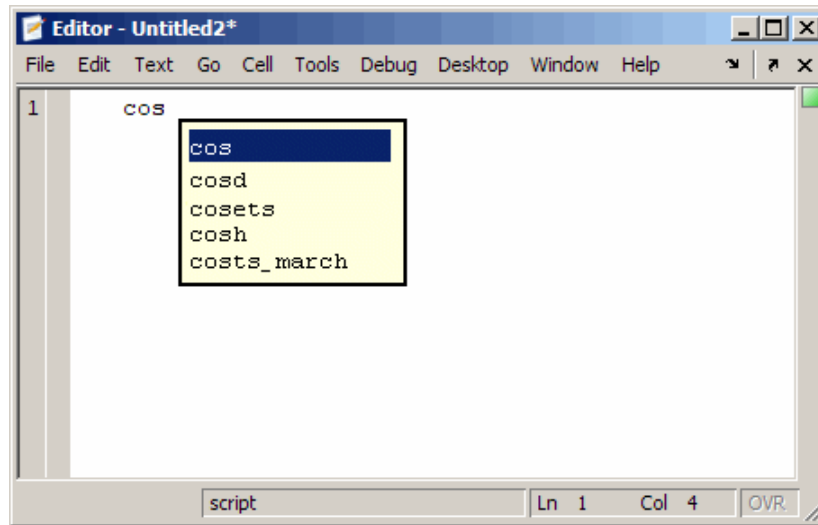 Editor - Untitled2*
File Edit Text Go Cell Tools Debug Desktop Window Help
1 cos
cos
cosd
cosets
cosh
costs_march
script Ln 1 Col 4 OVR